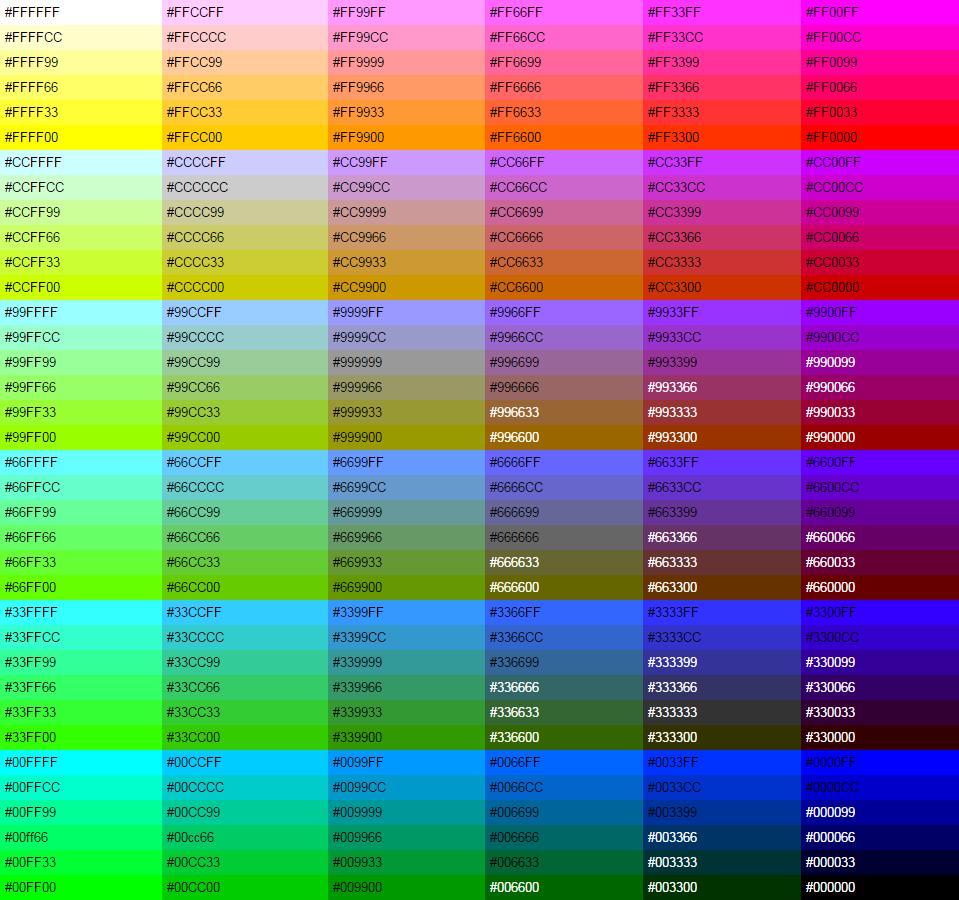 #FFFFFF #FFCCFF #FF99FF #FF66FF #FF33FF #FF00FF
#FFFFCC #FFCCCC #FF99CC #FF66CC #FF33CC #FF00CC
#FFFF99 #FFCC99 #FF9999 #FF6699 #FF3399 #FF0099
#FFFF66 #FFCC66 #FF9966 #FF6666 #FF3366 #FF0066
#FFFF33 #FFCC33 #FF9933 #FF6633 #FF3333 #FF0033
#FFFF00 #FFCC00 #FF9900 #FF6600 #FF3300 #FF0000
#CCFFFF #CCCCFF #CC99FF #CC66FF #CC33FF #CC00FF
#CCFFCC #CCCCCC #CC99CC #CC66CC #CC33CC #CC00CC
#CCFF99 #CCCC99 #CC9999 #CC6699 #CC3399 #CC0099
#CCFF66 #CCCC66 #CC9966 #CC6666 #CC3366 #CC0066
#CCFF33 #CCCC33 #CC9933 #CC6633 #CC3333 #CC0033
#CCFF00 #CCCC00 #CC9900 #CC6600 #CC3300 #CC0000
#99FFFF #99CCFF #9999FF #9966FF #9933FF #9900FF
#99FFCC #99CCCC #9999CC #9966CC #9933CC #9900CC
#99FF99 #99CC99 #999999 #996699 #993399 #990099
#99FF66 #99CC66 #999966 #996666 #993366 #990066
#99FF33 #99CC33 #999933 #996633 #993333 #990033
#99FF00 #99CC00 #999900 #996600 #993300 #990000
#66FFFF #66CCFF #6699FF #6666FF #6633FF #6600FF
#66FFCC #66CCCC #6699CC #6666CC #6633CC #6600CC
#66FF99 #66CC99 #669999 #666699 #663399 #660099
#66FF66 #66CC66 #669966 #666666 #663366 #660066
#66FF33 #66CC33 #669933 #666633 #663333 #660033
#66FF00 #66CC00 #669900 #666600 #663300 #660000
#33FFFF #33CCFF #3399FF #3366FF #3333FF #3300FF
#33FFCC #33CCCC #3399CC #3366CC #3333CC #3300CC
#33FF99 #33CC99 #339999 #336699 #333399 #330099
#33FF66 #33CC66 #339966 #336666 #333366 #330066
#33FF33 #33CC33 #339933 #336633 #333333 #330033
#33FF00 #33CC00 #339900 #336600 #333300 #330000
#00FFFF #00CCFF #0099FF #0066FF #0033FF #0000FF
#00FFCC #00CCCC #0099CC #0066CC #0033CC #0000CC
#00FF99 #00CC99 #009999 #006699 #003399 #000099
#00ff66 #00cc66 #009966 #006666 #003366 #000066
#00FF33 #00CC33 #009933 #006633 #003333 #000033
#00FF00 #00CC00 #009900 #006600 #003300 #000000